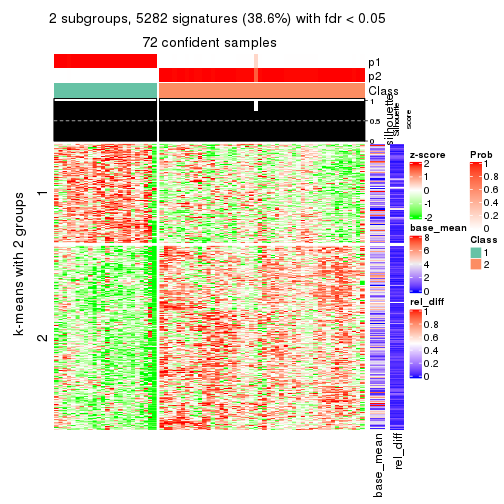 2 subgroups, 5282 signatures (38.6%) with fdr < 0.05
72 confident samples
p1
p2
Class
silhouette
1
0.5
0
Silhouette
score
k-means with 2 groups
1
2
base_mean
rel_diff
z-score
2
1
0
-1
-2
base_mean
8
6
4
2
0
rel_diff
1
0.8
0.6
0.4
0.2
0
Prob
1
0.8
0.6
0.4
0.2
0
Class
1
2